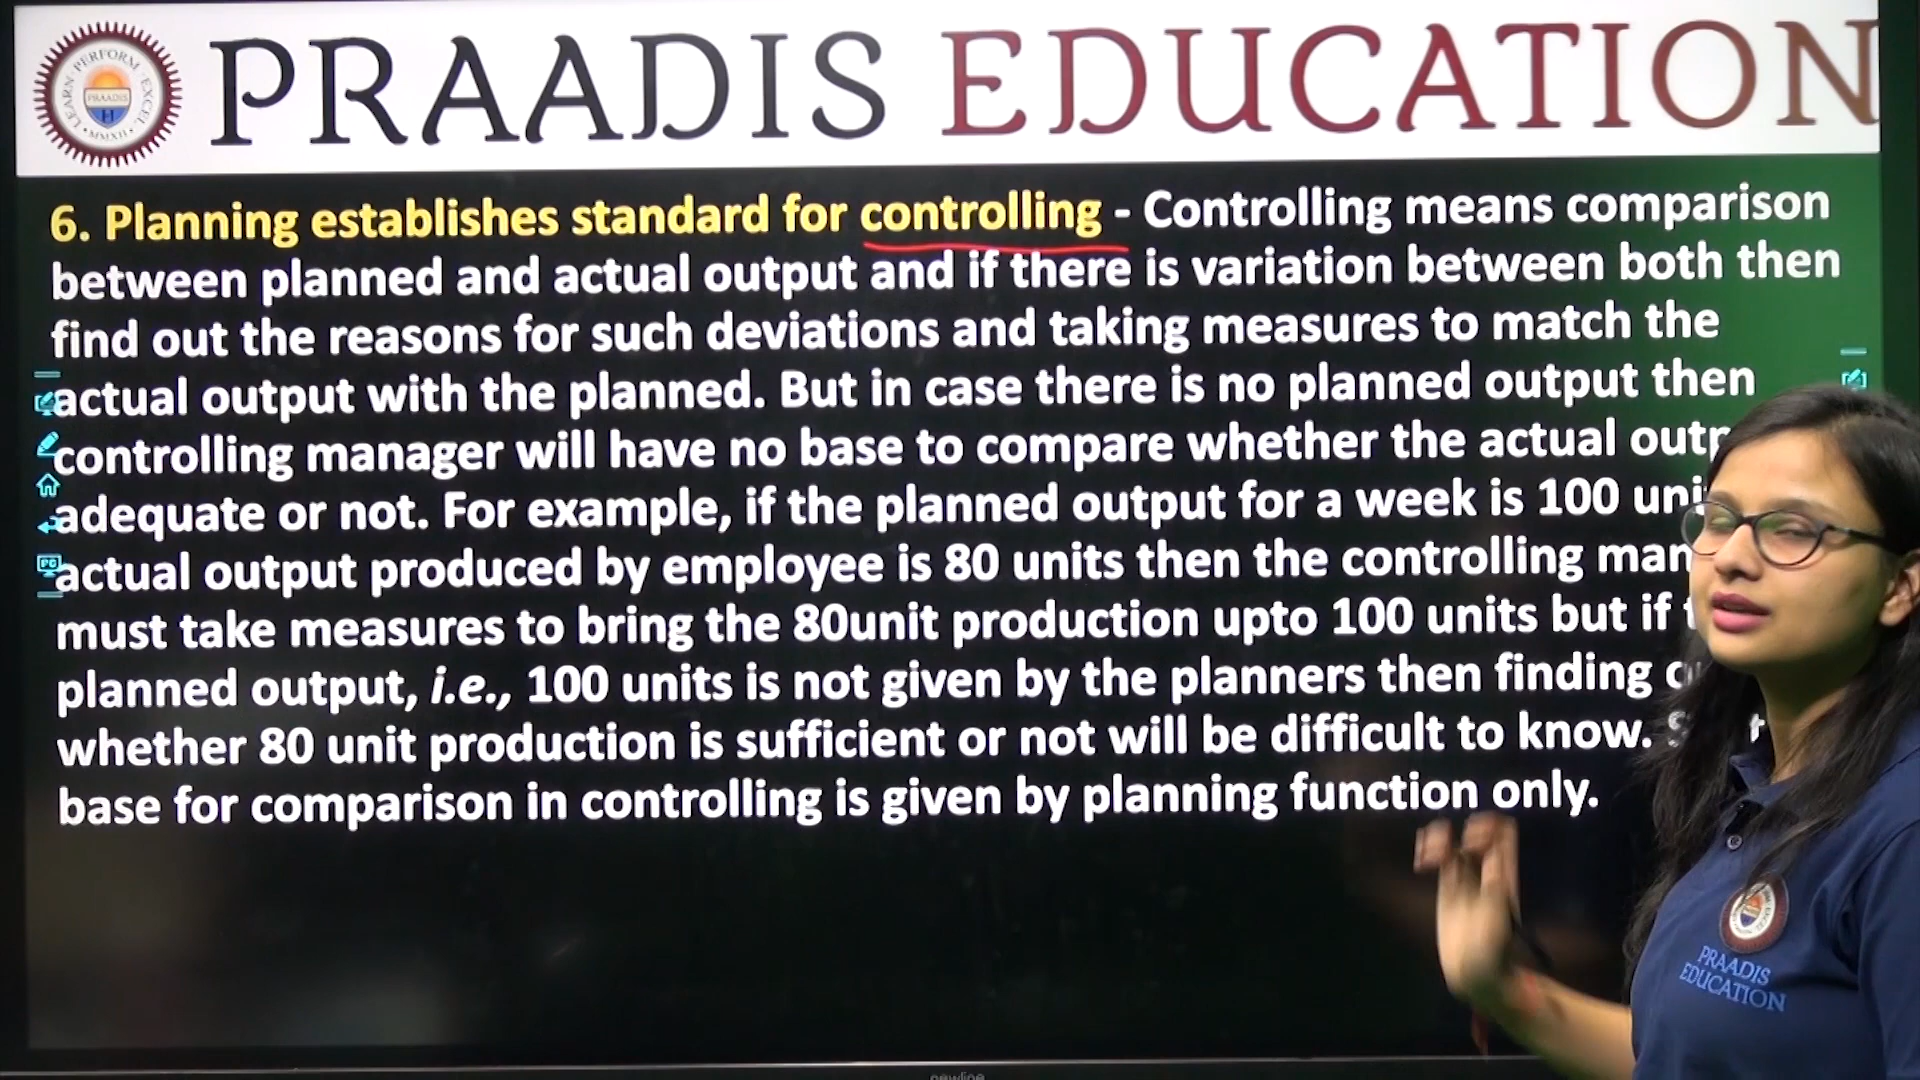 PRAADIS EDUCATION
LEARN PERFORM EXCEL
PRAADIS
MMXII
6. Planning establishes standard for controlling - Controlling means comparison
between planned and actual output and if there is variation between both then
find out the reasons for such deviations and taking measures to match the
actual output with the planned. But in case there is no planned output then
controlling manager will have no base to compare whether the actual
adequate or not. For example, if the planned output for a week is 100
actual output produced by employee is 80 units then the controlling
must take measures to bring the 80unit production upto 100 units but if
planned output, i.e., 100 units is not given by the planners then finding
whether 80 unit production is sufficient or not will be difficult to know.
base for comparison in controlling is given by planning function only.
PG
PRAADIS
EDUCATION
newline